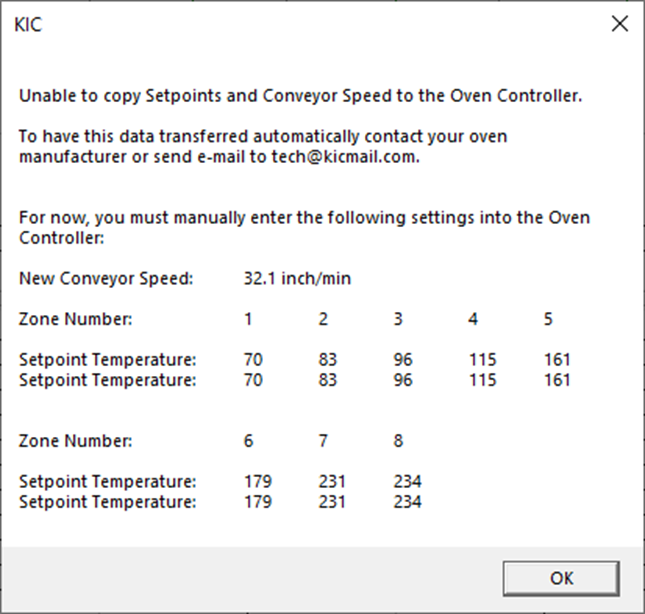 KIC
Unable to copy Setpoints and Conveyor Speed to the Oven Controller.
To have this data transferred automatically contact your oven
manufacturer or send e-mail to tech@kicmail.com.
For now, you must manually enter the following settings into the Oven
Controller:
New Conveyor Speed: 32.1 inch/min
Zone Number: 1 2 3 4 5
Setpoint Temperature: 70 83 96 115 161
Setpoint Temperature: 70 83 96 115 161
Zone Number: 6 7 8
Setpoint Temperature: 179 231 234
Setpoint Temperature: 179 231 234
OK